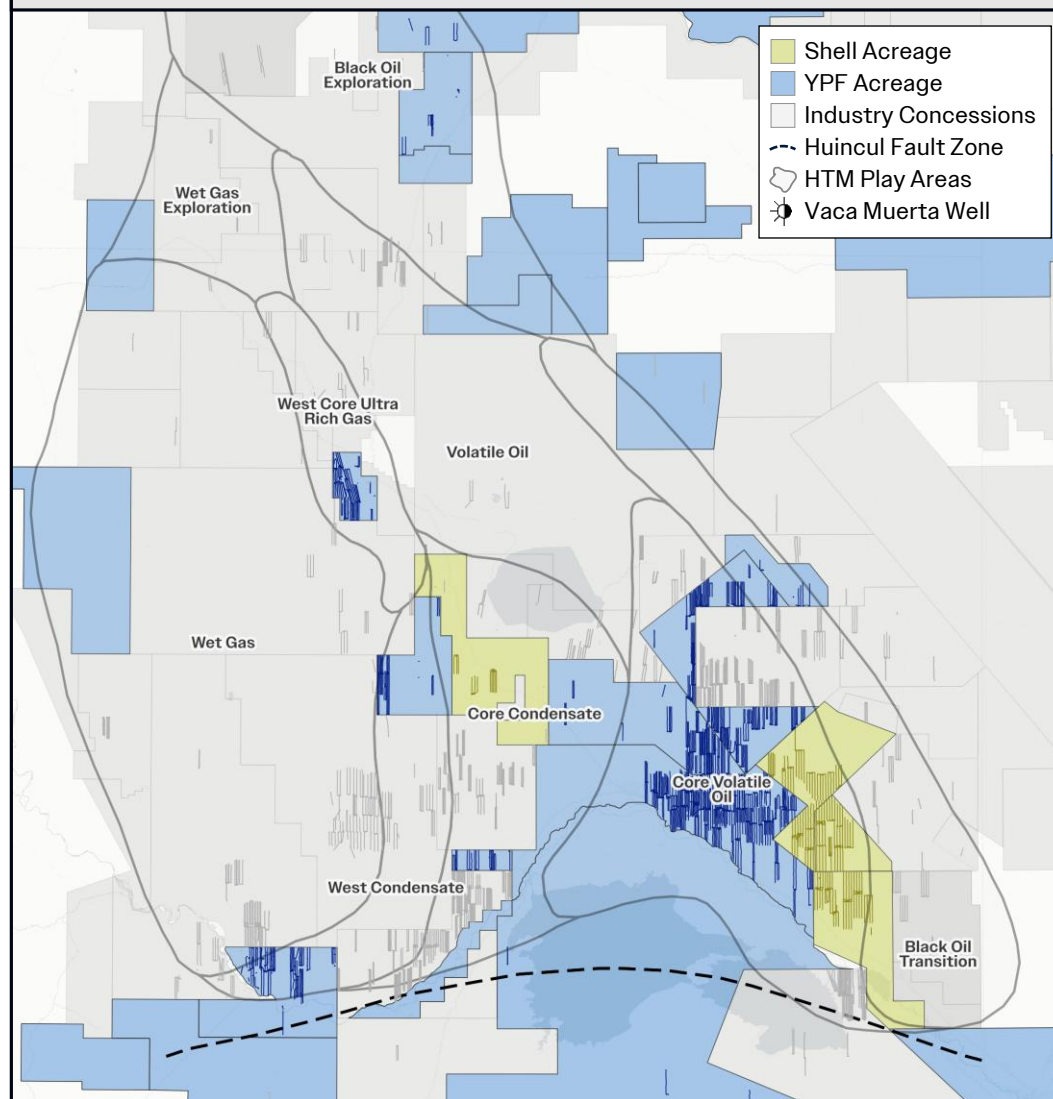 Shell Acreage
YPF Acreage
Industry Concessions
Huincul Fault Zone
HTM Play Areas
Vaca Muerta Well
Black Oil
Exploration
Wet Gas
Exploration
West Core Ultra
Rich Gas
Volatile Oil
Wet Gas
Core Condensate
Core Volatile
Oil
West Condensate
Black Oil
Transition